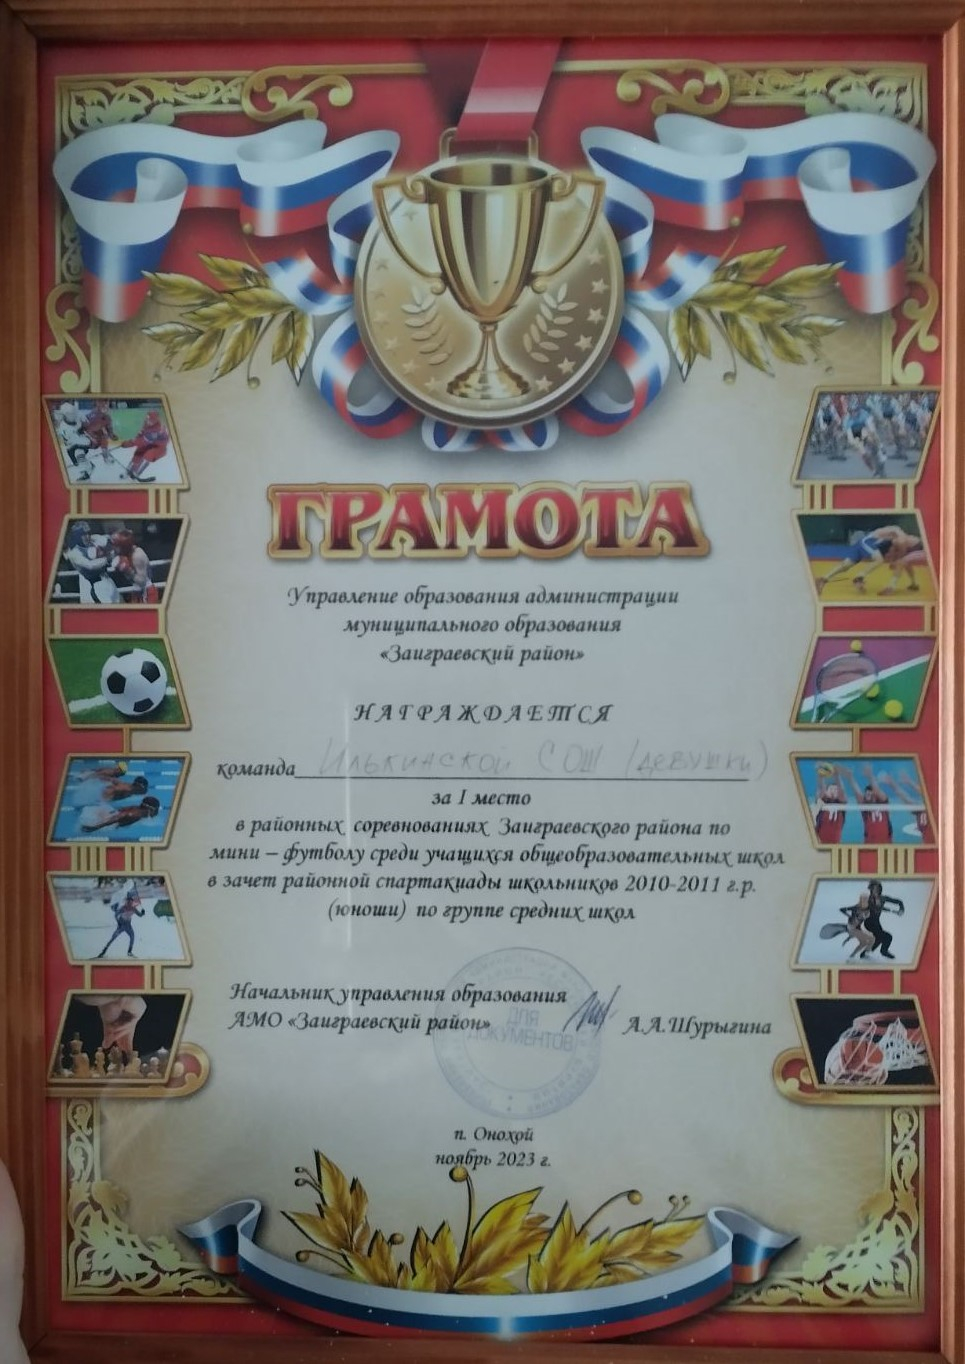 ГРАМОТА
Управление образования администрации
муниципального образования
«Заиграевский район»
НАГРАЖДАЕТСЯ
команда Илькинской СОШ (девушки)
за I место
в районных соревнованиях Заиграевского района по
мини – футболу среди учащихся общеобразовательных школ
в зачет районной спартакиады школьников 2010-2011 г.р.
(юноши) по группе средних школ
Начальник управления образования
АМО «Заиграевский район» А.А.Шурыгина
ДЛЯ
ДОКУМЕНТОВ
п. Онохой
ноябрь 2023 г.